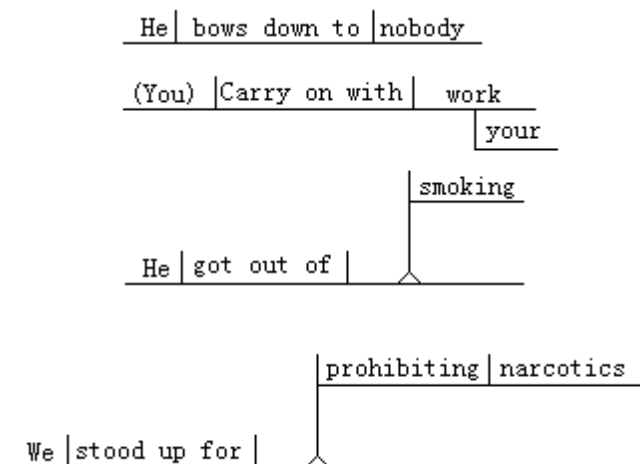 He bows down to nobody
(You) Carry on with work
your
smoking
He got out of
prohibiting narcotics
We stood up for